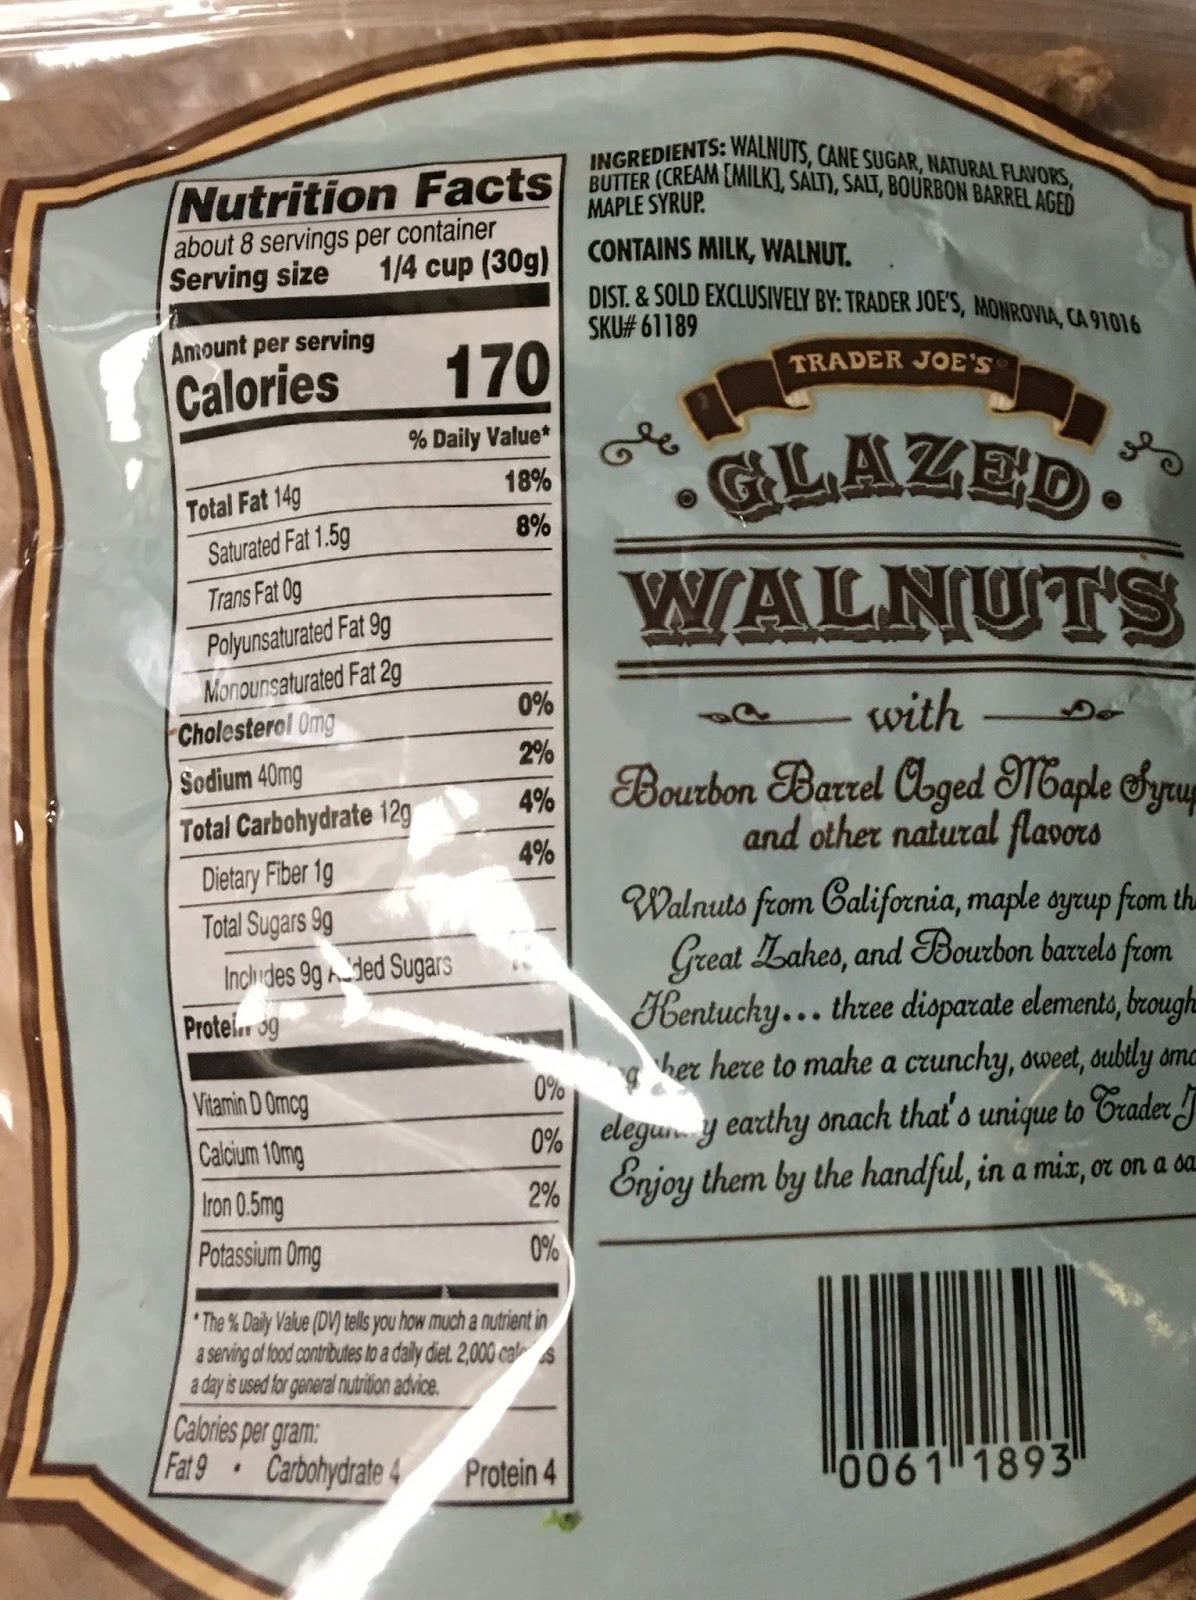 Nutrition Facts
about 8 servings per container
Serving size 1/4 cup (30g)
Amount per serving
Calories 170
% Daily Value*
Total Fat 14g 18%
Saturated Fat 1.5g 8%
Trans Fat 0g
Polyunsaturated Fat 9g
Monounsaturated Fat 2g
Cholesterol 0mg 0%
Sodium 40mg 2%
Total Carbohydrate 12g 4%
Dietary Fiber 1g 4%
Total Sugars 9g
Includes 9g Added Sugars
Protein 3g
Vitamin D 0mcg 0%
Calcium 10mg 0%
Iron 0.5mg 2%
Potassium 0mg 0%
* The % Daily Value (DV) tells you how much a nutrient in
a serving of food contributes to a daily diet. 2,000 calories
a day is used for general nutrition advice.
Calories per gram:
Fat 9 • Carbohydrate 4 Protein 4
INGREDIENTS: WALNUTS, CANE SUGAR, NATURAL FLAVORS,
BUTTER (CREAM [MILK], SALT), SALT, BOURBON BARREL AGED
MAPLE SYRUP.
CONTAINS MILK, WALNUT.
DIST. & SOLD EXCLUSIVELY BY: TRADER JOE'S, MONROVIA, CA 91016
SKU# 61189
TRADER JOE'S®
• GLAZED •
WALNUTS
with
Bourbon Barrel Aged Maple Syrup
and other natural flavors
Walnuts from California, maple syrup from
Great Lakes, and Bourbon barrels from
Kentucky... three disparate elements,
here to make a crunchy, sweet, subtly
earthy snack that's unique to Trader
Enjoy them by the handful, in a mix, or on a
0061 1893